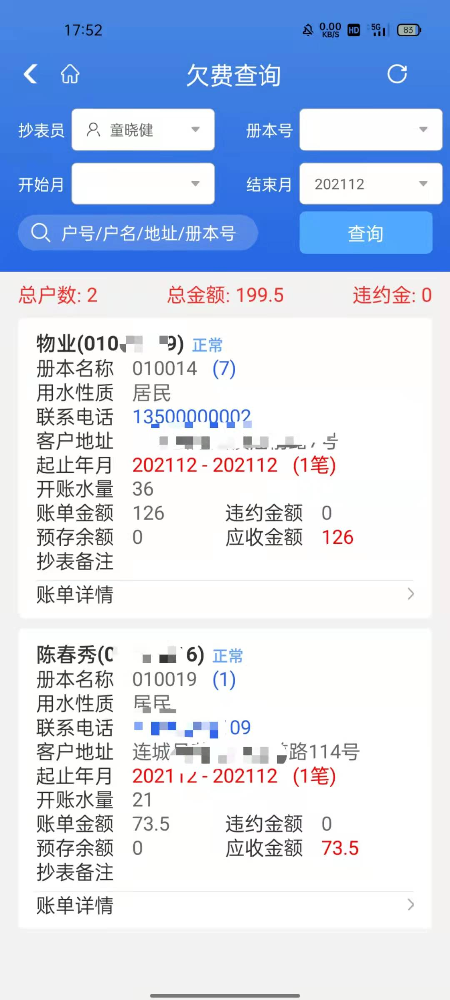 17:52
0.00 KB/S HD 5G 83
欠费查询
抄表员 童晓健 册本号
开始月 结束月 202112
户号/户名/地址/册本号 查询
总户数: 2 总金额: 199.5 违约金: 0
物业(010 9) 正常
册本名称 010014 (7)
用水性质 居民
联系电话 13500000002
客户地址 号
起止年月 202112 - 202112 (1笔)
开账水量 36
账单金额 126 违约金额 0
预存余额 0 应收金额 126
抄表备注
账单详情
陈春秀(0 6) 正常
册本名称 010019 (1)
用水性质 居民
联系电话 09
客户地址 连城 路114号
起止年月 202112 - 202112 (1笔)
开账水量 21
账单金额 73.5 违约金额 0
预存余额 0 应收金额 73.5
抄表备注
账单详情